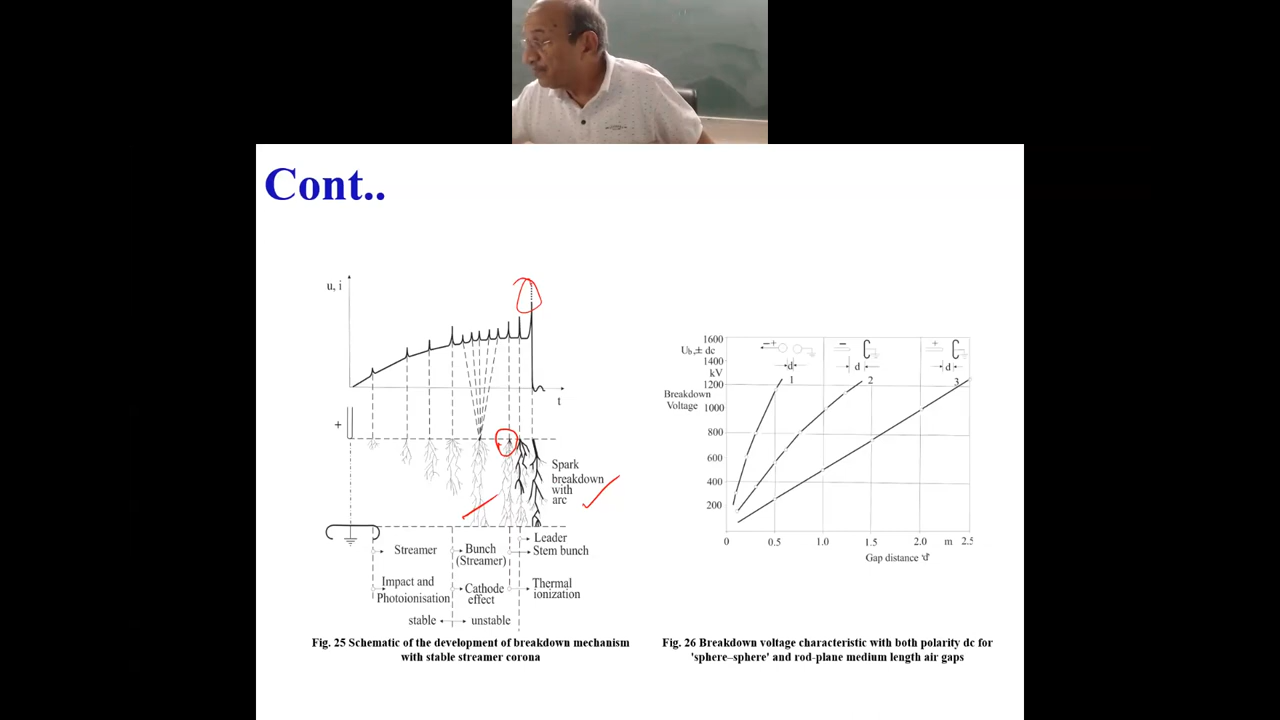 Cont..
u, i
t
+
Spark
breakdown
with
arc
Streamer
Bunch
(Streamer)
Leader
Stem bunch
Impact and
Photoionisation
Cathode
effect
Thermal
ionization
stable
unstable
Fig. 25 Schematic of the development of breakdown mechanism
with stable streamer corona
1600
U_b,± dc
1400
kV
1200
Breakdown
Voltage
1000
800
600
400
200
−+
d
1
−
d
2
+
d
3
0
0.5
1.0
1.5
2.0
m
2.5
Gap distance 'd'
Fig. 26 Breakdown voltage characteristic with both polarity dc for
'sphere–sphere' and rod-plane medium length air gaps